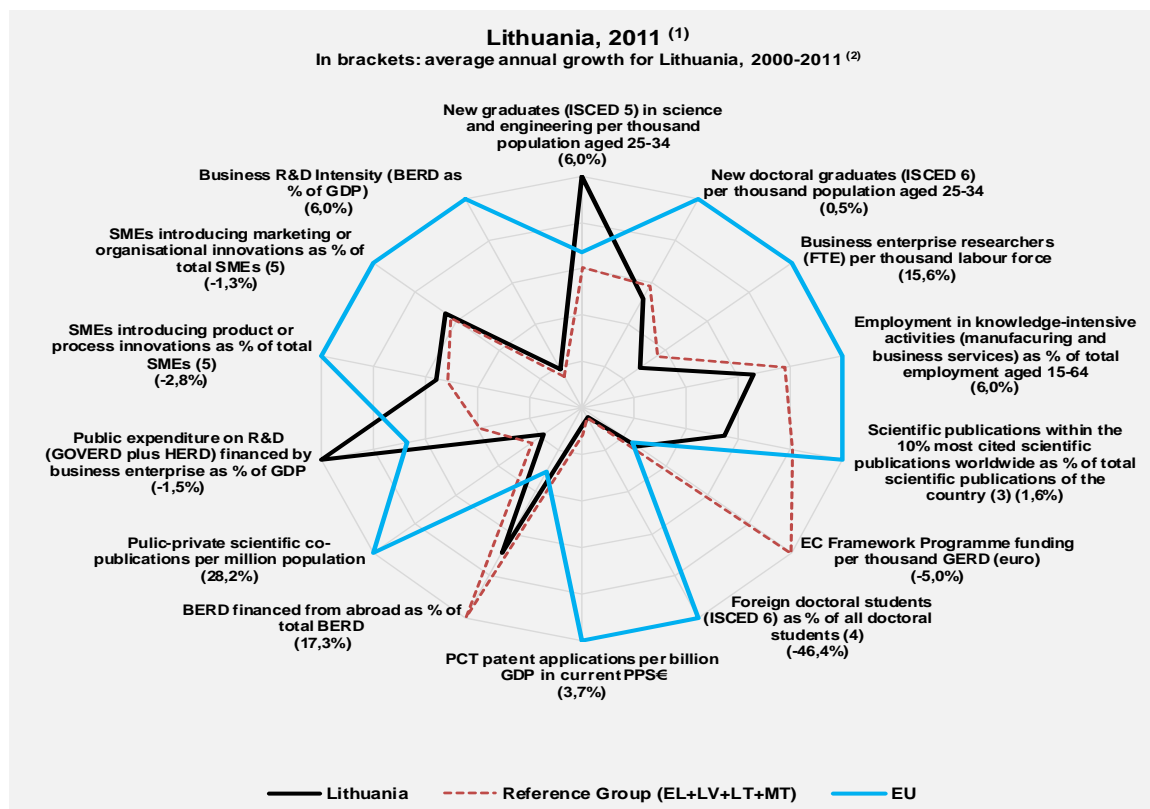 Lithuania, 2011 (1)
In brackets: average annual growth for Lithuania, 2000-2011 (2)
New graduates (ISCED 5) in science
and engineering per thousand
population aged 25-34
(6,0%)
New doctoral graduates (ISCED 6)
per thousand population aged 25-34
(0,5%)
Business enterprise researchers
(FTE) per thousand labour force
(15,6%)
Employment in knowledge-intensive
activities (manufacuring and
business services) as % of total
employment aged 15-64
(6,0%)
Scientific publications within the
10% most cited scientific
publications worldwide as % of total
scientific publications of the
country (3) (1,6%)
EC Framework Programme funding
per thousand GERD (euro)
(-5,0%)
Foreign doctoral students
(ISCED 6) as % of all doctoral
students (4)
(-46,4%)
PCT patent applications per billion
GDP in current PPS€
(3,7%)
BERD financed from abroad as % of
total BERD
(17,3%)
Pulic-private scientific co-
publications per million population
(28,2%)
Public expenditure on R&D
(GOVERD plus HERD) financed by
business enterprise as % of GDP
(-1,5%)
SMEs introducing product or
process innovations as % of total
SMEs (5)
(-2,8%)
SMEs introducing marketing or
organisational innovations as % of
total SMEs (5)
(-1,3%)
Business R&D Intensity (BERD as
% of GDP)
(6,0%)
Lithuania
Reference Group (EL+LV+LT+MT)
EU